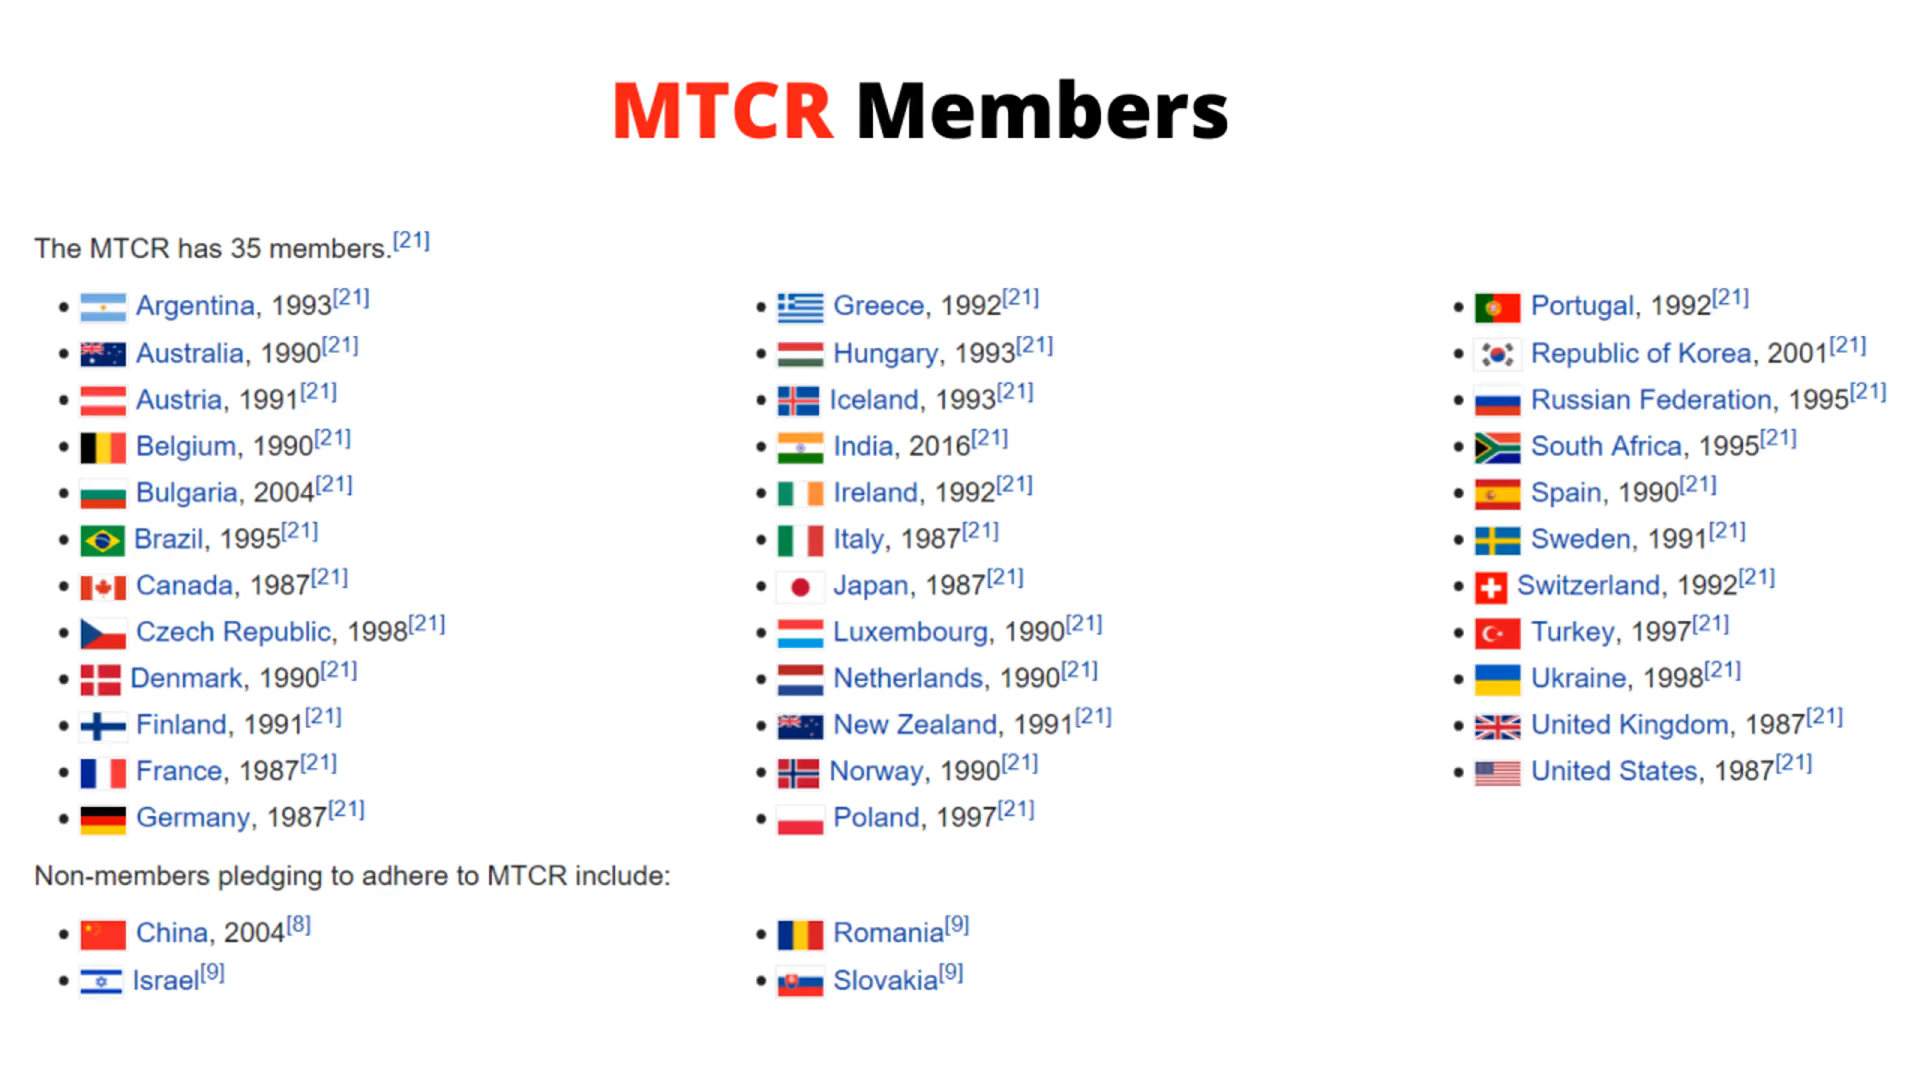 MTCR Members
The MTCR has 35 members.[21]
Argentina, 1993[21]
Australia, 1990[21]
Austria, 1991[21]
Belgium, 1990[21]
Bulgaria, 2004[21]
Brazil, 1995[21]
Canada, 1987[21]
Czech Republic, 1998[21]
Denmark, 1990[21]
Finland, 1991[21]
France, 1987[21]
Germany, 1987[21]
Greece, 1992[21]
Hungary, 1993[21]
Iceland, 1993[21]
India, 2016[21]
Ireland, 1992[21]
Italy, 1987[21]
Japan, 1987[21]
Luxembourg, 1990[21]
Netherlands, 1990[21]
New Zealand, 1991[21]
Norway, 1990[21]
Poland, 1997[21]
Portugal, 1992[21]
Republic of Korea, 2001[21]
Russian Federation, 1995[21]
South Africa, 1995[21]
Spain, 1990[21]
Sweden, 1991[21]
Switzerland, 1992[21]
Turkey, 1997[21]
Ukraine, 1998[21]
United Kingdom, 1987[21]
United States, 1987[21]
Non-members pledging to adhere to MTCR include:
China, 2004[8]
Israel[9]
Romania[9]
Slovakia[9]